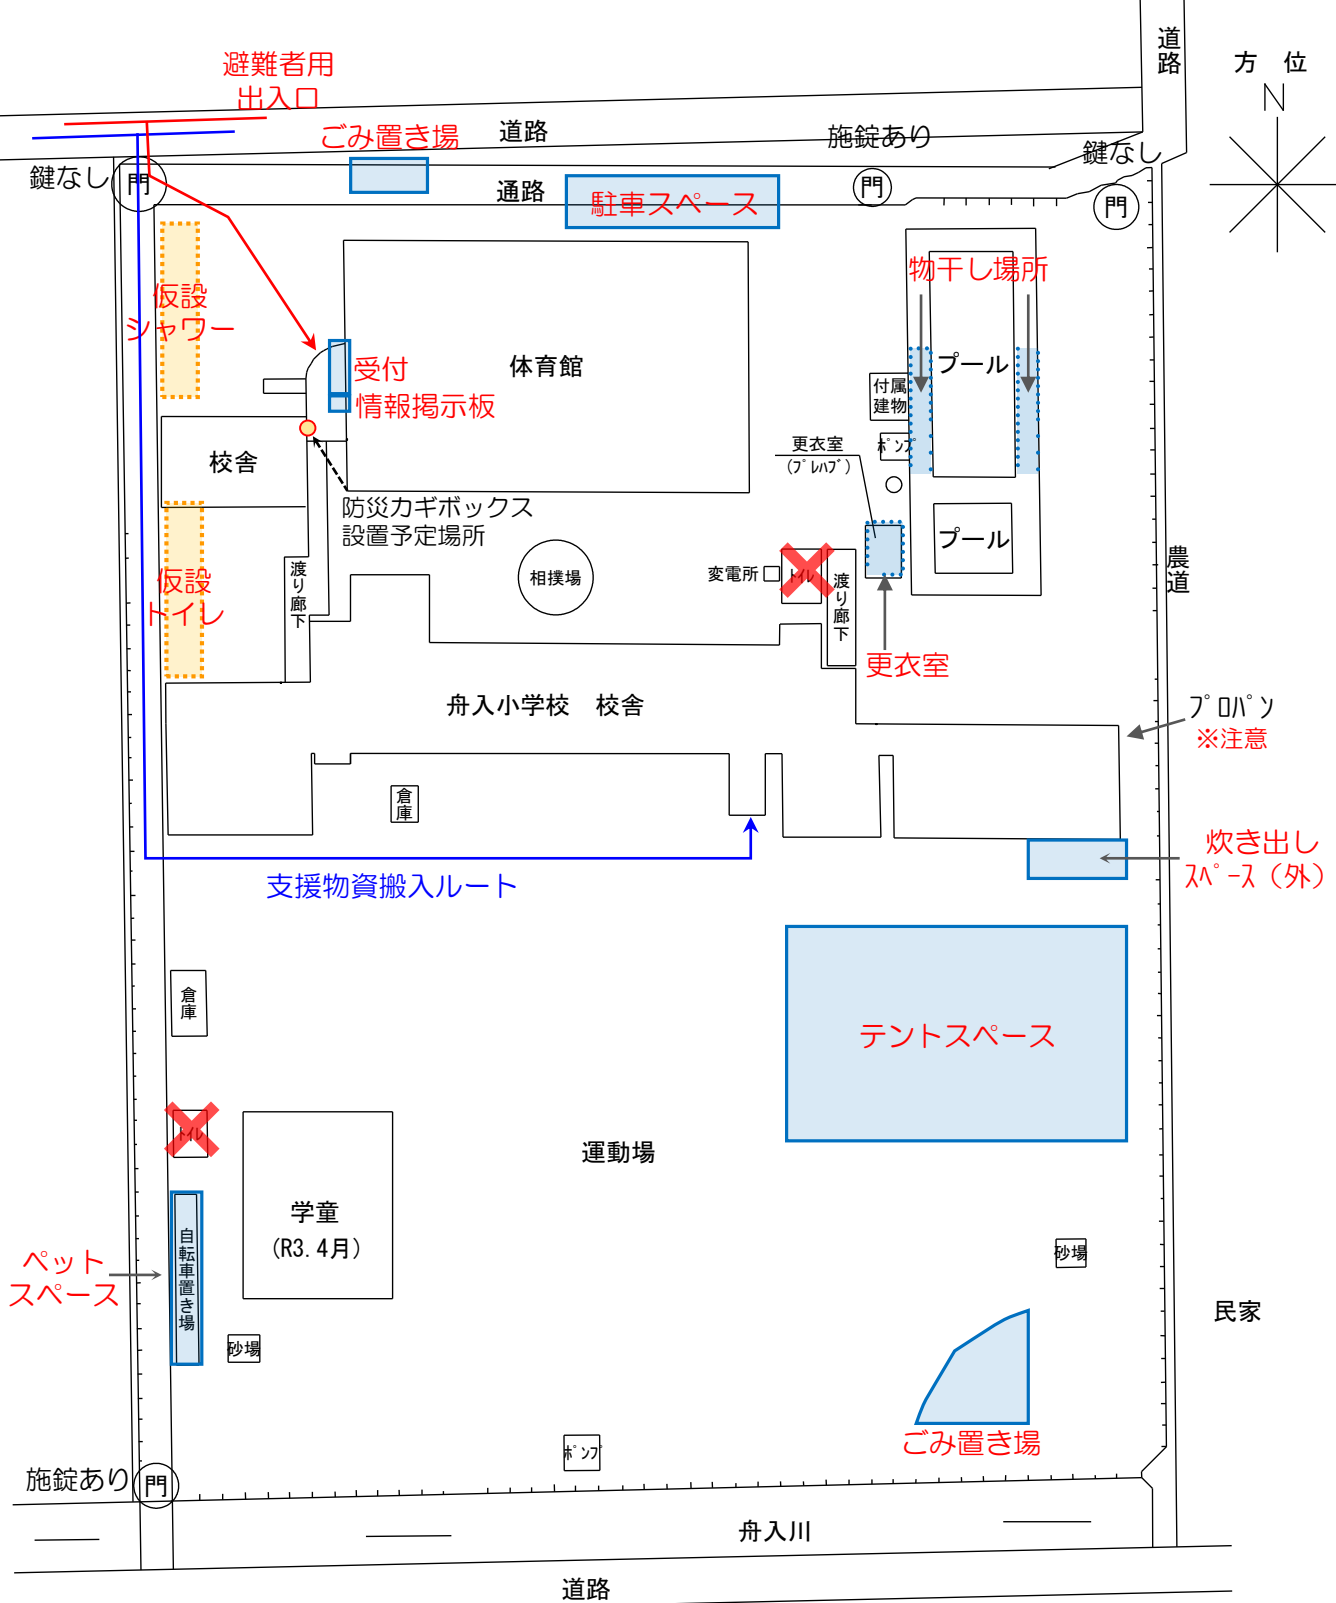 道路
方 位
N
避難者用
出入口
ごみ置き場
道路
施錠あり
鍵なし
鍵なし
門
通路
駐車スペース
門
門
仮設
シャワー
物干し場所
受付
情報掲示板
体育館
プール
付属
建物
ポンプ
更衣室
(プレハブ)
校舎
防災カギボックス
設置予定場所
プール
仮設
トイレ
渡り廊下
相撲場
変電所
トイレ
渡り廊下
農道
更衣室
舟入小学校 校舎
プロパン
※注意
倉庫
炊き出し
スペース（外）
支援物資搬入ルート
倉庫
テントスペース
トイレ
運動場
学童
(R3.4月)
自転車置き場
ペット
スペース
砂場
民家
砂場
ごみ置き場
ポンプ
施錠あり
門
舟入川
道路